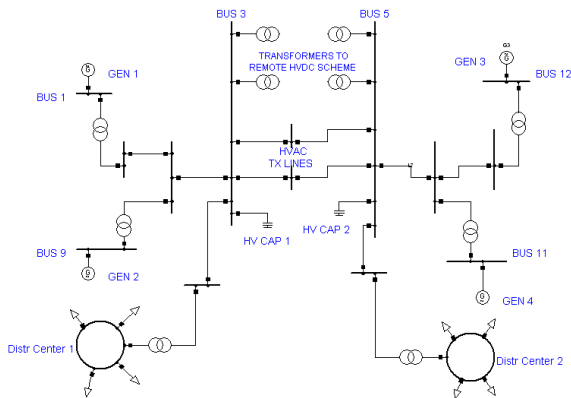 BUS 3
BUS 5
TRANSFORMERS TO
REMOTE HVDC SCHEME
G3
GEN 1
GEN 3
BUS 12
BUS 1
HVAC
TX LINES
BUS 9
HV CAP 1
HV CAP 2
BUS 11
GEN 2
GEN 4
Distr Center 1
Distr Center 2